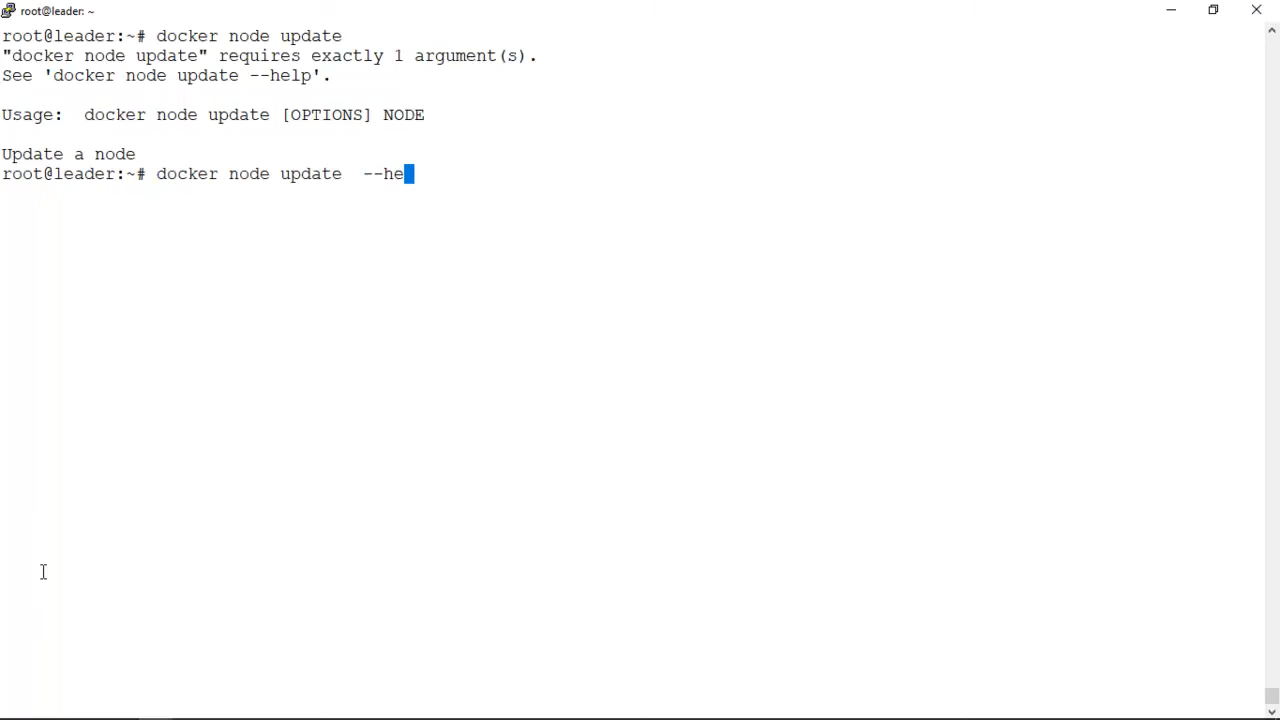 root@leader: ~
root@leader:~# docker node update
"docker node update" requires exactly 1 argument(s).
See 'docker node update --help'.
Usage:  docker node update [OPTIONS] NODE
Update a node
root@leader:~# docker node update  --he